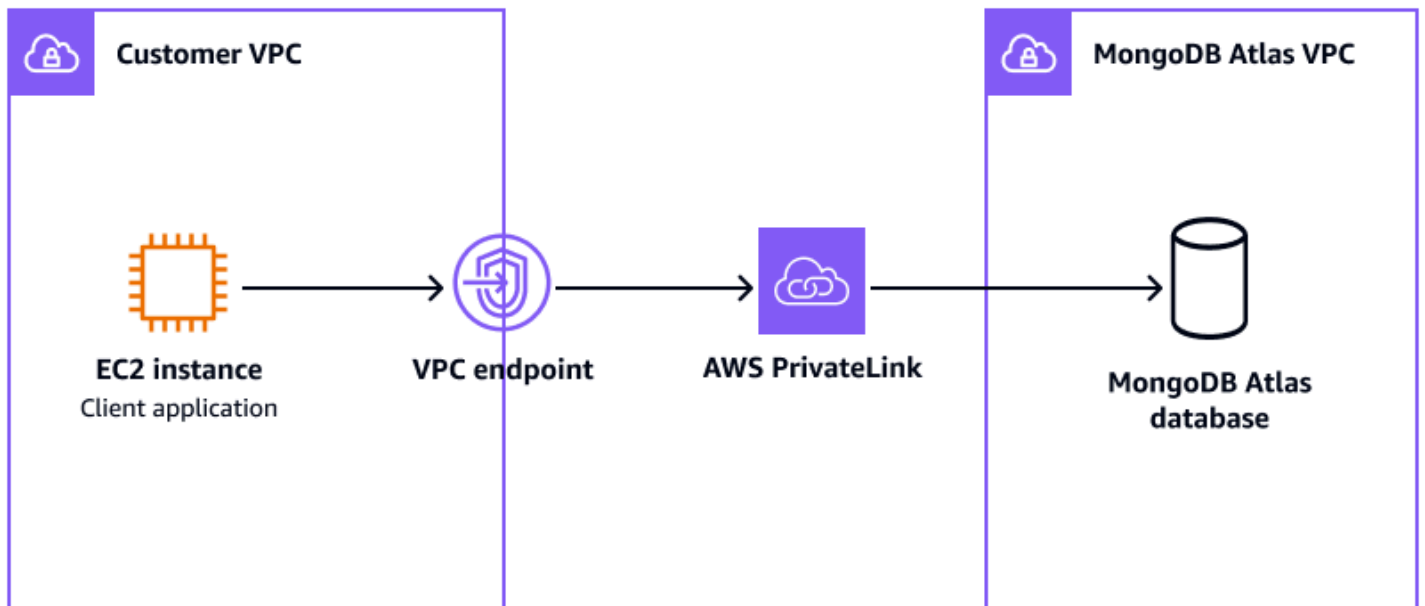 Customer VPC
MongoDB Atlas VPC
EC2 instance
Client application
VPC endpoint
AWS PrivateLink
MongoDB Atlas
database